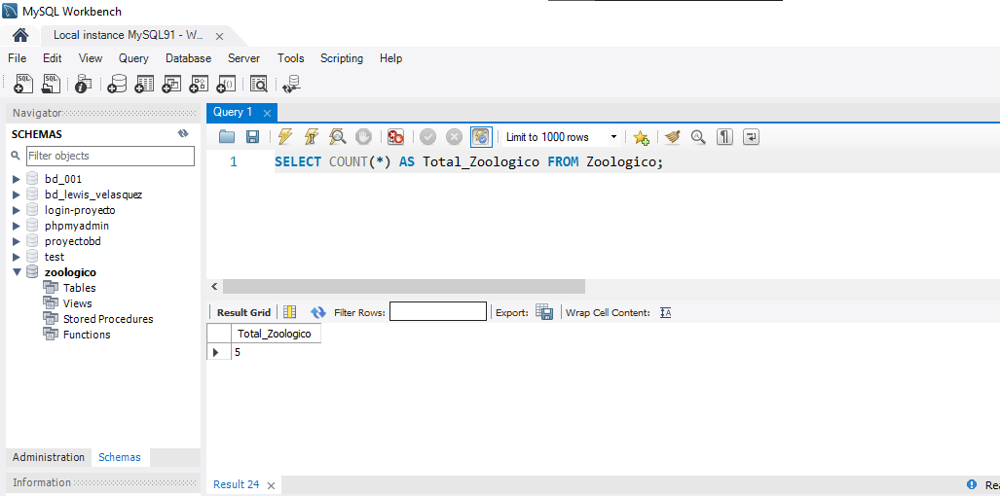 MySQL Workbench
Local instance MySQL91 - W...
File Edit View Query Database Server Tools Scripting Help
Navigator
SCHEMAS
Filter objects
bd_001
bd_lewis_velasquez
login-proyecto
phpmyadmin
proyectobd
test
zoologico
Tables
Views
Stored Procedures
Functions
Administration Schemas
Information
Query 1
Limit to 1000 rows
1 SELECT COUNT(*) AS Total_Zoologico FROM Zoologico;
Result Grid Filter Rows: Export: Wrap Cell Content:
Total_Zoologico
5
Result 24
Rea